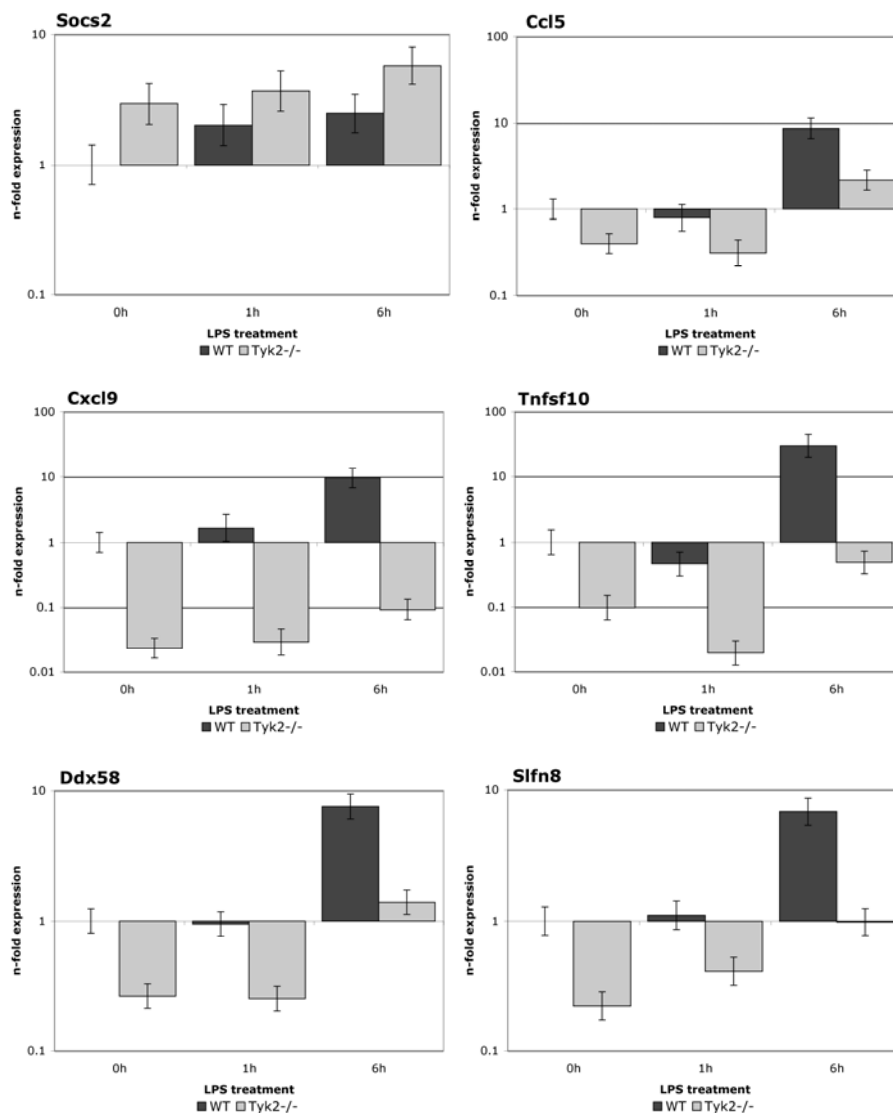 Socs2
10
1
0.1
n-fold expression
0h 1h 6h
LPS treatment
WT Tyk2-/-
Ccl5
100
10
1
0.1
n-fold expression
0h 1h 6h
LPS treatment
WT Tyk2-/-
Cxcl9
100
10
1
0.1
0.01
n-fold expression
0h 1h 6h
LPS treatment
WT Tyk2-/-
Tnfsf10
100
10
1
0.1
0.01
n-fold expression
0h 1h 6h
LPS treatment
WT Tyk2-/-
Ddx58
10
1
0.1
n-fold expression
0h 1h 6h
LPS treatment
WT Tyk2-/-
Slfn8
10
1
0.1
n-fold expression
0h 1h 6h
LPS treatment
WT Tyk2-/-